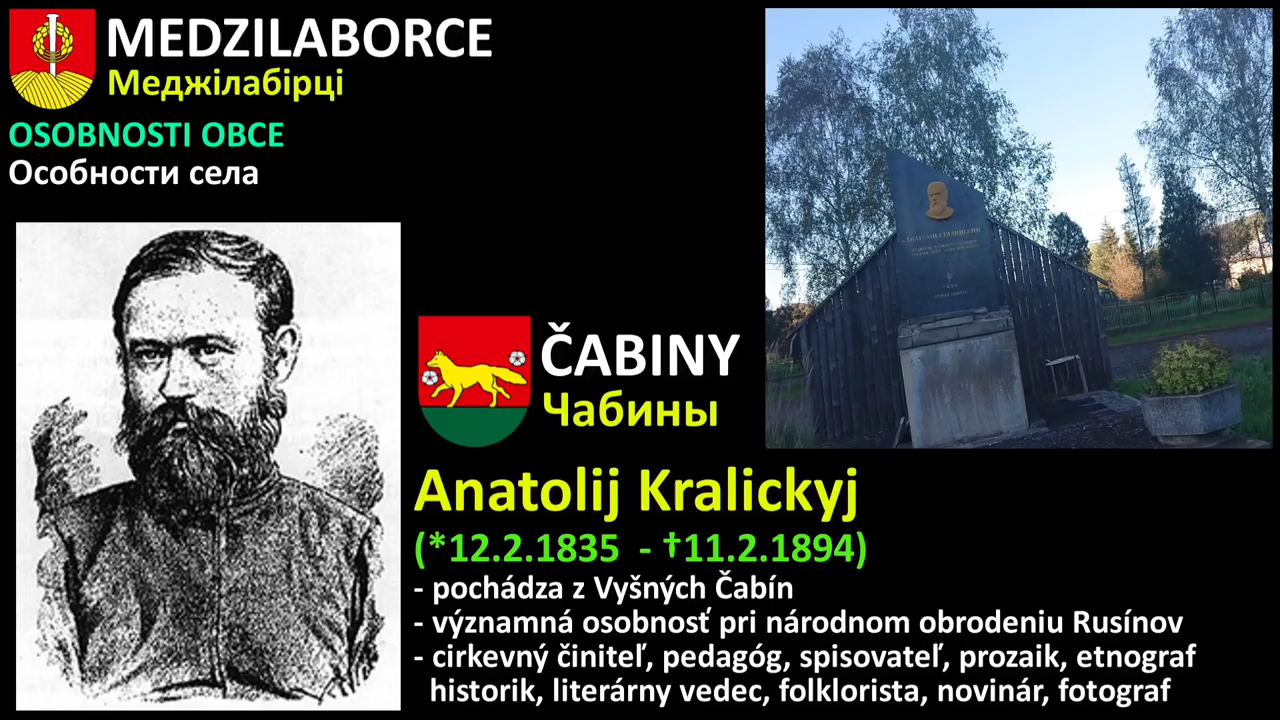 MEDZILABORCE
Меджілабірці
OSOBNOSTI OBCE
Особности села
ČABINY
Чабины
Anatolij Kralickyj
(*12.2.1835 - †11.2.1894)
- pochádza z Vyšných Čabín
- významná osobnosť pri národnom obrodeniu Rusínov
- cirkevný činiteľ, pedagóg, spisovateľ, prozaik, etnograf
historik, literárny vedec, folklorista, novinár, fotograf